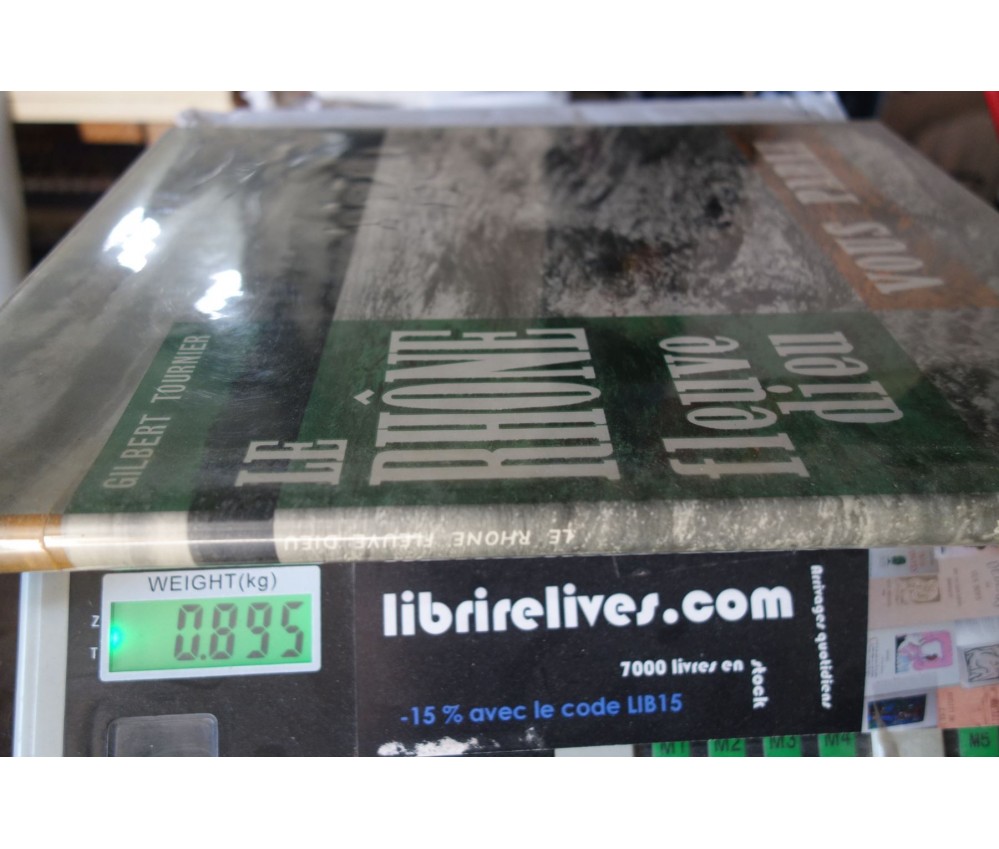 VOUS PARLE
GILBERT TOURNIER
LE
RHÔNE
fleuve
dieu
LE RHONE FLEUVE DIEU
WEIGHT(kg)
Z
T
0.895
librirelives.com
7000 livres en stock
-15 % avec le code LIB15
Arrivages quotidiens
M1 M2 M3 M4 M5